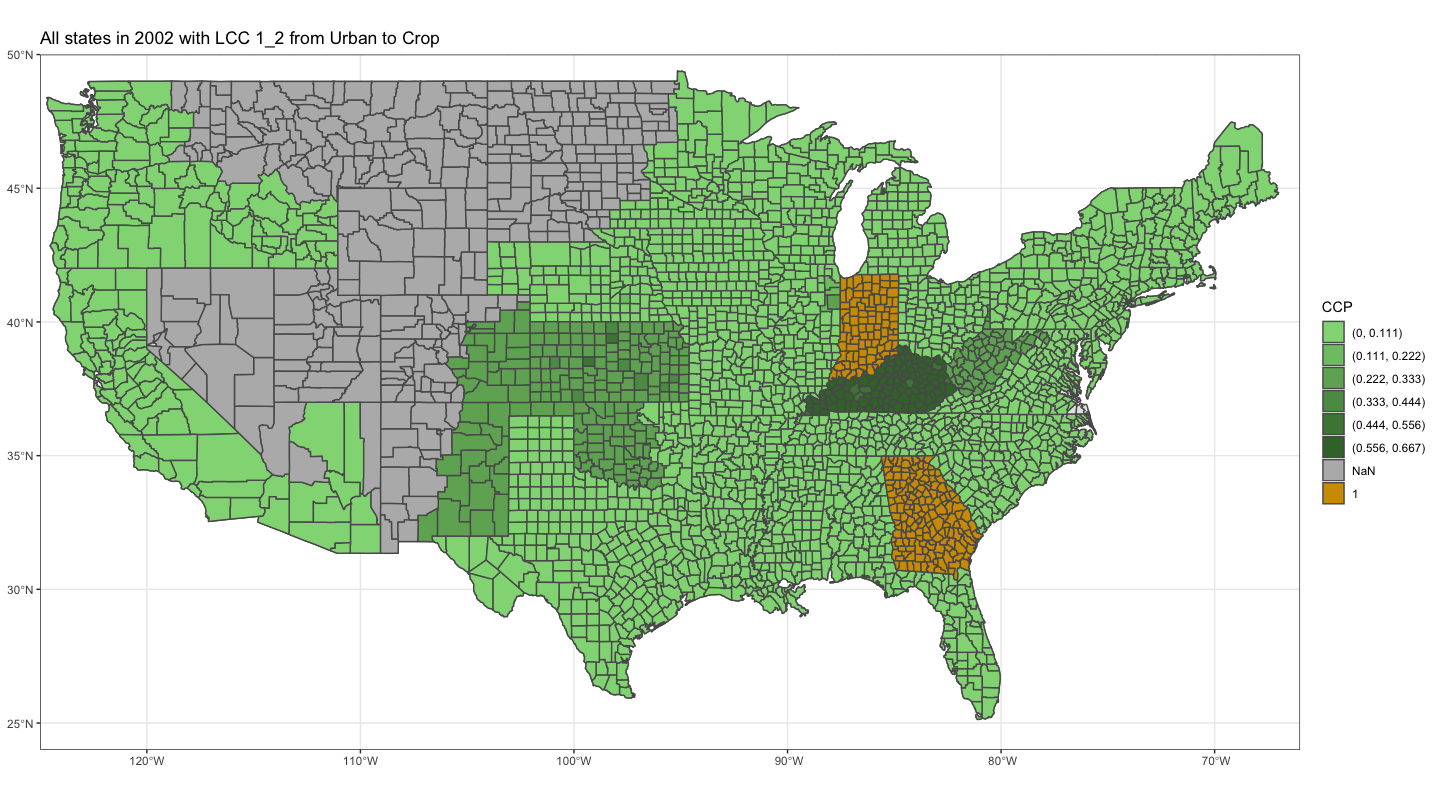 All states in 2002 with LCC 1_2 from Urban to Crop
50°N
45°N
40°N
35°N
30°N
25°N
120°W
110°W
100°W
90°W
80°W
70°W
CCP
(0, 0.111)
(0.111, 0.222)
(0.222, 0.333)
(0.333, 0.444)
(0.444, 0.556)
(0.556, 0.667)
NaN
1